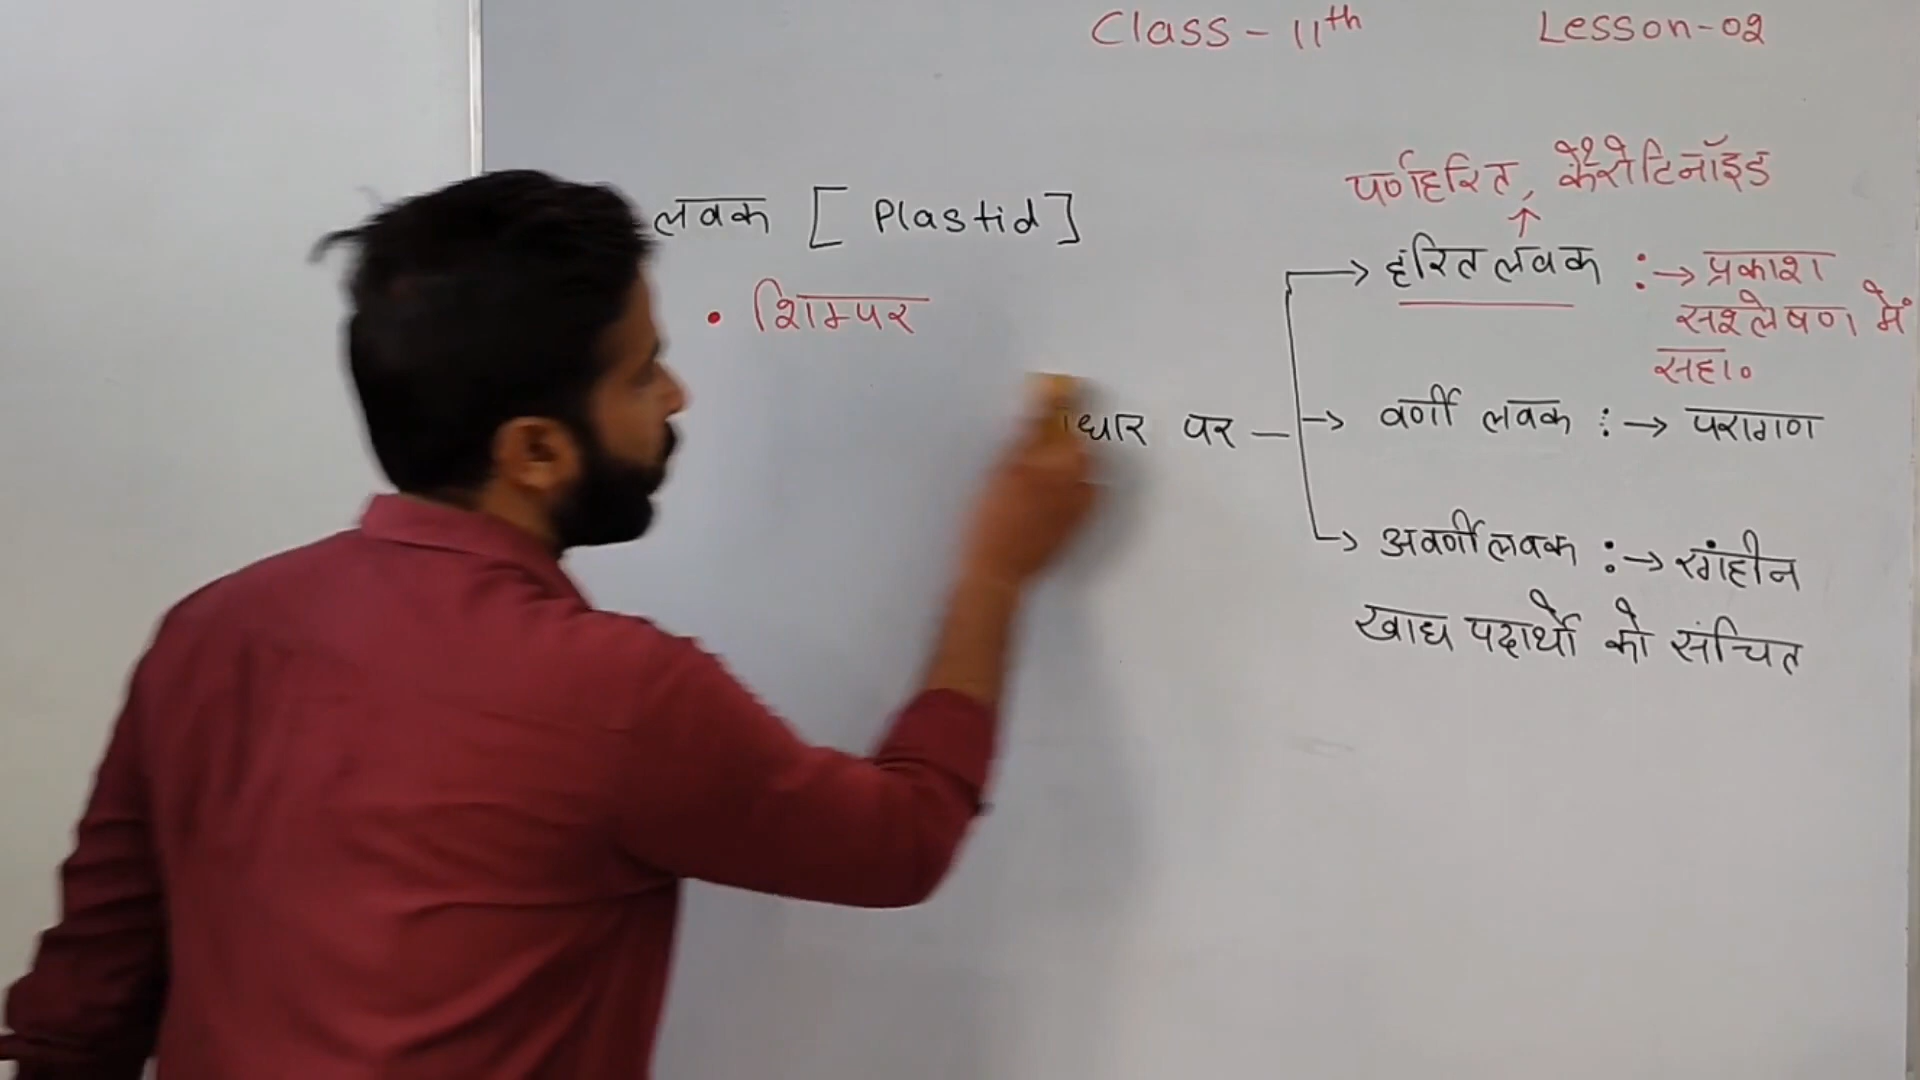 Class - 11th Lesson-02
लवक [ Plastid ]
• शिम्पर
पर्णहरित, कैरोटिनॉइड
↑
हरित लवक :→ प्रकाश
सश्लेषण में
सहा०
धार पर — → वर्णी लवक :→ परागण
→ अवर्णीलवक :→ रंगहीन
खाद्य पदार्थो को संचित